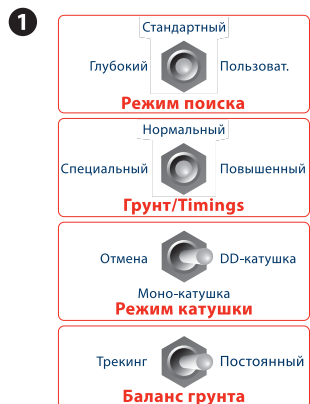 1
Стандартный
Глубокий Пользоват.
Режим поиска
Нормальный
Специальный Повышенный
Грунт/Timings
Отмена DD-катушка
Моно-катушка
Режим катушки
Трекинг Постоянный
Баланс грунта